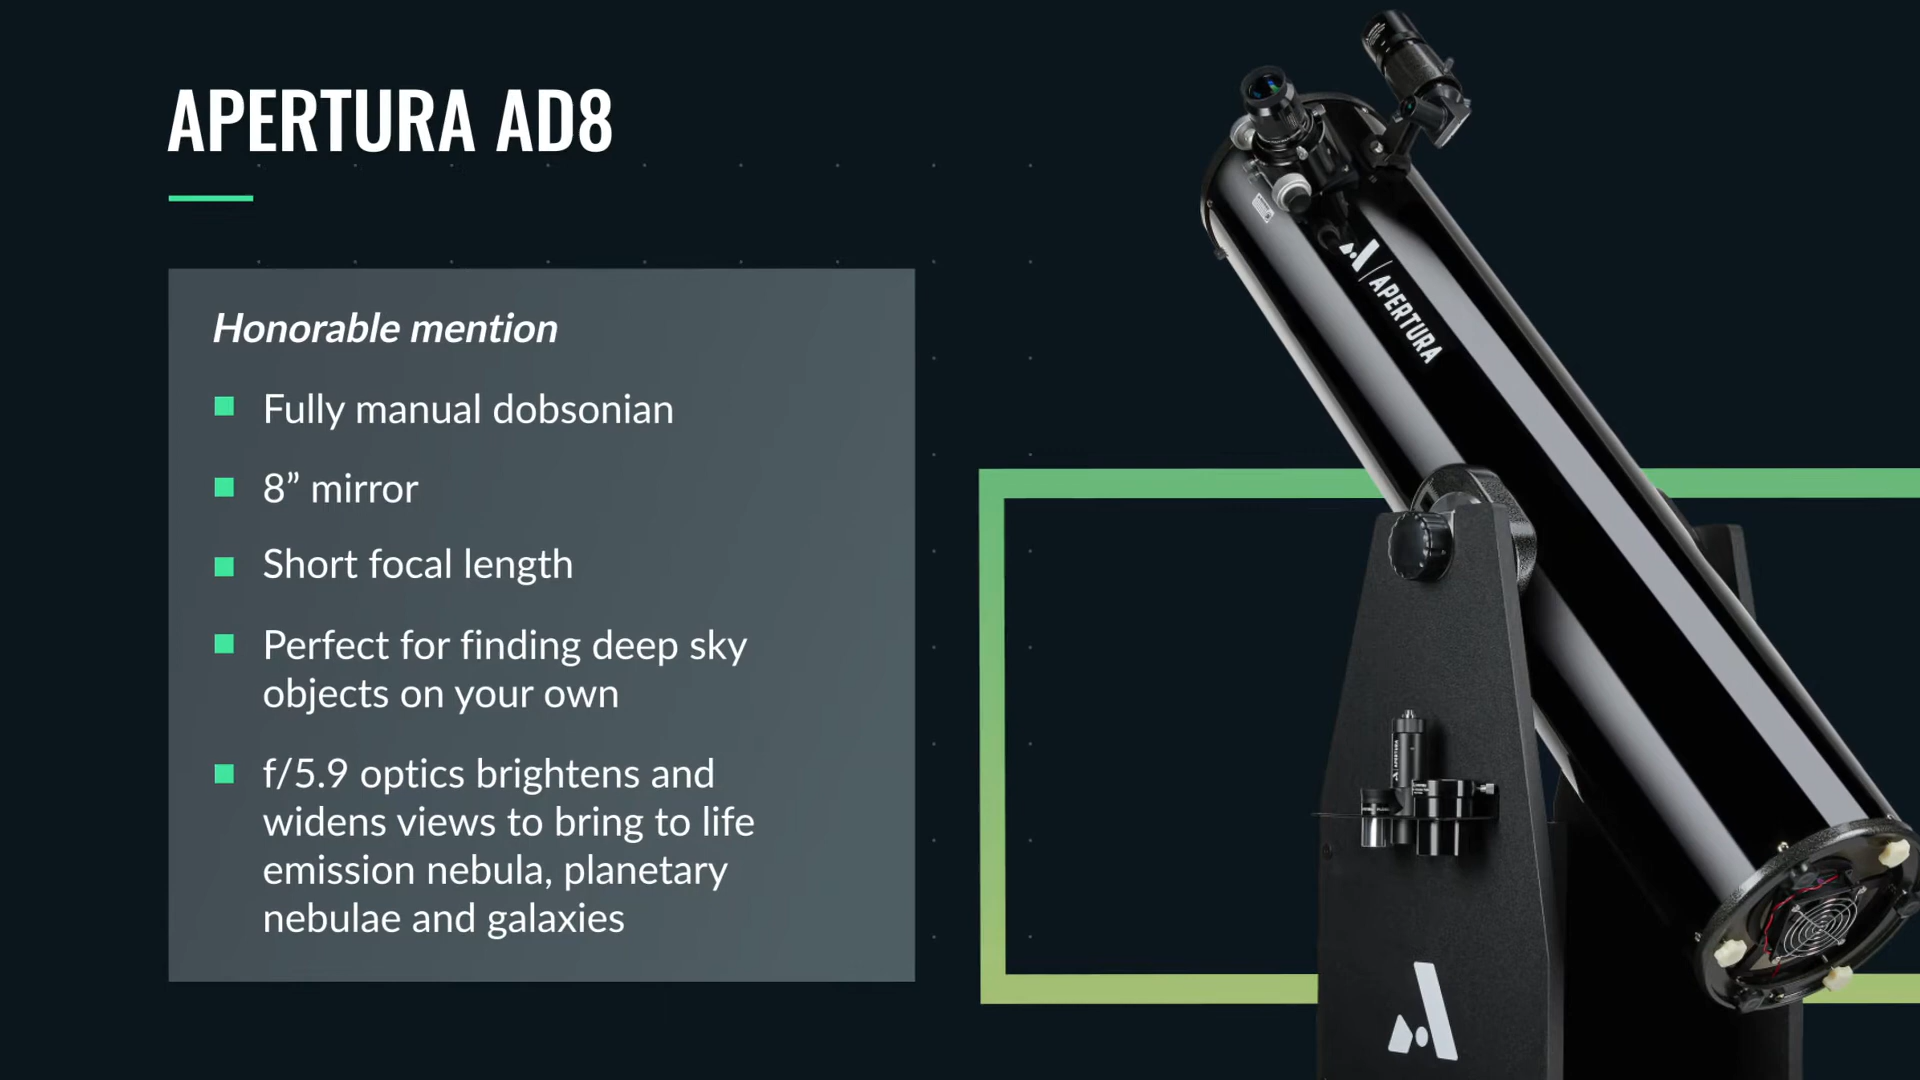 APERTURA AD8
Honorable mention
Fully manual dobsonian
8” mirror
Short focal length
Perfect for finding deep sky
objects on your own
f/5.9 optics brightens and
widens views to bring to life
emission nebula, planetary
nebulae and galaxies
APERTURA